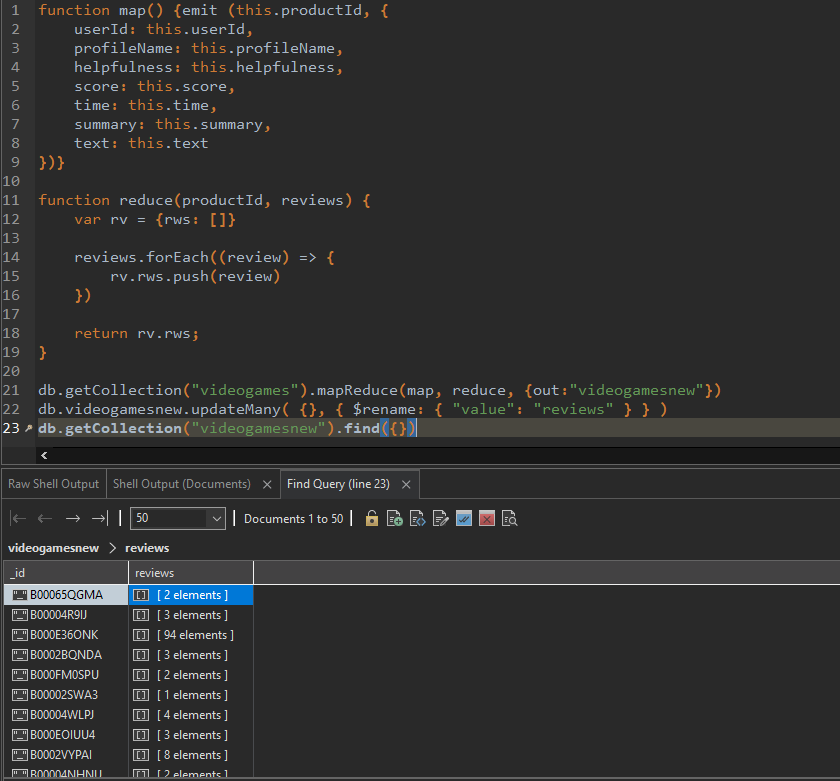 1 function map() {emit (this.productId, {
2 userId: this.userId,
3 profileName: this.profileName,
4 helpfulness: this.helpfulness,
5 score: this.score,
6 time: this.time,
7 summary: this.summary,
8 text: this.text
9 })}
10
11 function reduce(productId, reviews) {
12 var rv = {rws: []}
13
14 reviews.forEach((review) => {
15 rv.rws.push(review)
16 })
17
18 return rv.rws;
19 }
20
21 db.getCollection("videogames").mapReduce(map, reduce, {out:"videogamesnew"})
22 db.videogamesnew.updateMany( {}, { $rename: { "value": "reviews" } } )
23 db.getCollection("videogamesnew").find({})
Raw Shell Output Shell Output (Documents) × Find Query (line 23) ×
50 Documents 1 to 50
videogamesnew > reviews
_id reviews
B00065QGMA [ 2 elements ]
B00004R9IJ [ 3 elements ]
B000E36ONK [ 94 elements ]
B0002BQNDA [ 3 elements ]
B000FM0SPU [ 2 elements ]
B00002SWA3 [ 1 elements ]
B00004WLPJ [ 4 elements ]
B000EOIUU4 [ 3 elements ]
B0002VYPAI [ 8 elements ]
B00004NHNU [ 2 elements ]